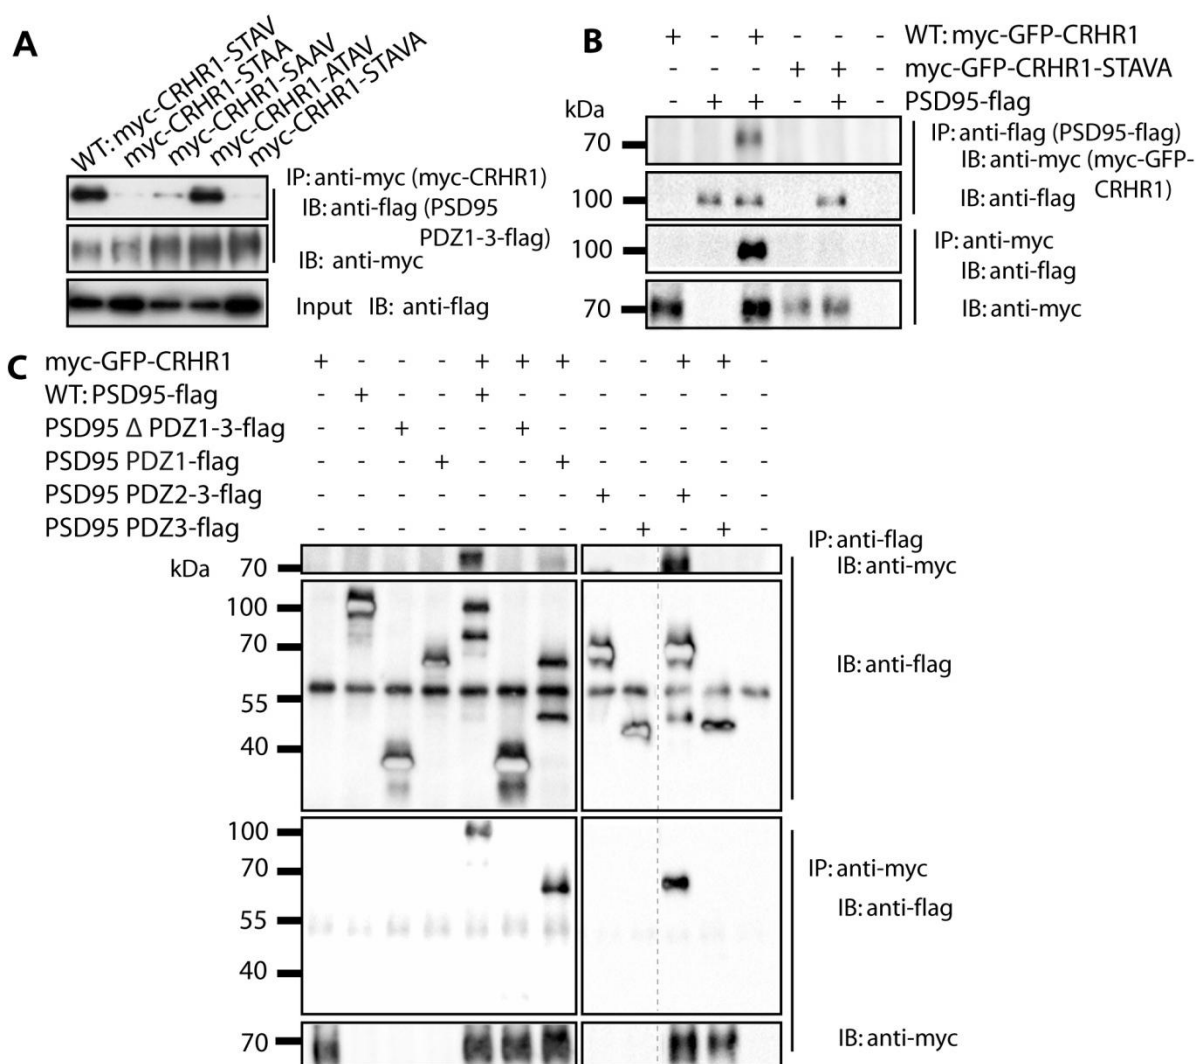 A
WT: myc-CRHR1-STAV
myc-CRHR1-STAA
myc-CRHR1-SAAV
myc-CRHR1-ATAV
myc-CRHR1-STAVA
IP: anti-myc (myc-CRHR1)
IB: anti-flag (PSD95
PDZ1-3-flag)
IB: anti-myc
Input IB: anti-flag
B
+ - + - - - WT: myc-GFP-CRHR1
- - - + + - myc-GFP-CRHR1-STAVA
- + + - + - PSD95-flag
kDa
70
100
100
70
IP: anti-flag (PSD95-flag)
IB: anti-myc (myc-GFP-
CRHR1)
IB: anti-flag
IP: anti-myc
IB: anti-flag
IB: anti-myc
C
myc-GFP-CRHR1 + - - - + + + - - + + -
WT: PSD95-flag - + - - + - - - - - - -
PSD95 Δ PDZ1-3-flag - - + - - + - - - - - -
PSD95 PDZ1-flag - - - + - - + - - - - -
PSD95 PDZ2-3-flag - - - - - - - + - + - -
PSD95 PDZ3-flag - - - - - - - - + - + -
kDa
70
100
70
55
40
100
70
55
40
70
IP: anti-flag
IB: anti-myc
IB: anti-flag
IP: anti-myc
IB: anti-flag
IB: anti-myc